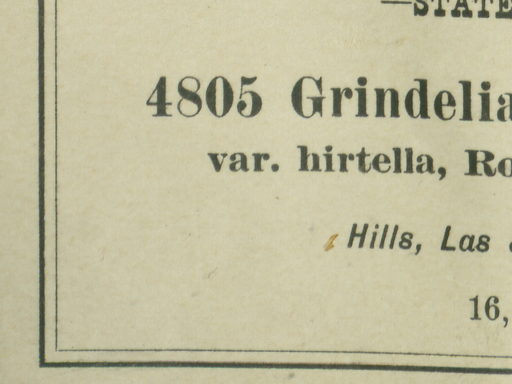 —STATE
4805 Grindelia
var. hirtella, Ro
Hills, Las
16,